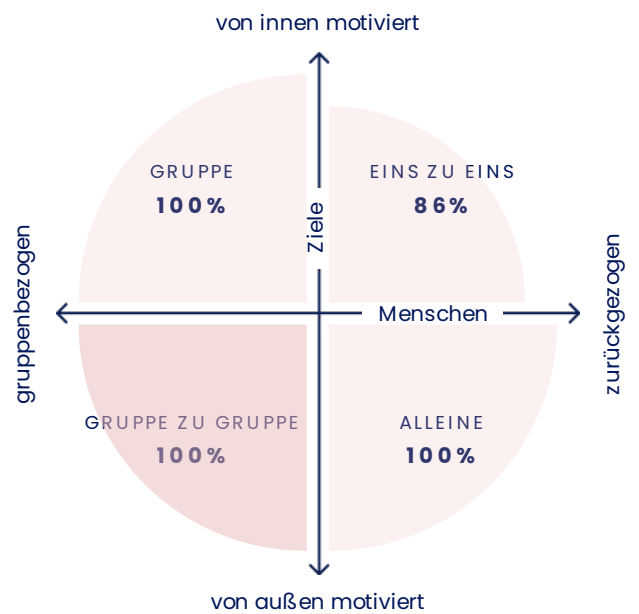 von innen motiviert
GRUPPE
100%
EINS ZU EINS
86%
Ziele
gruppenbezogen
Menschen
zurückgezogen
GRUPPE ZU GRUPPE
100%
ALLEINE
100%
von außen motiviert